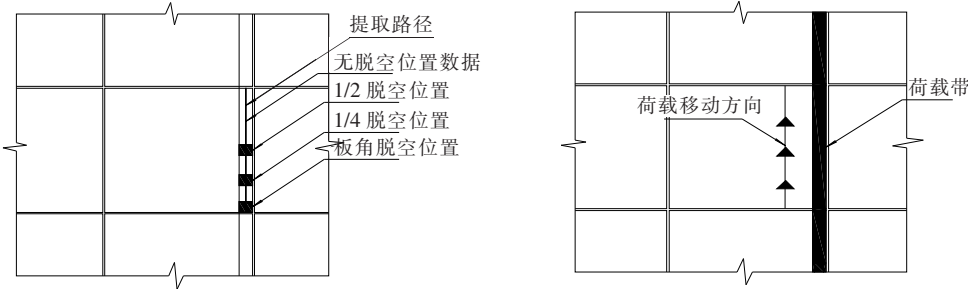 提取路径
无脱空位置数据
1/2 脱空位置
1/4 脱空位置
板角脱空位置
荷载移动方向
荷载带